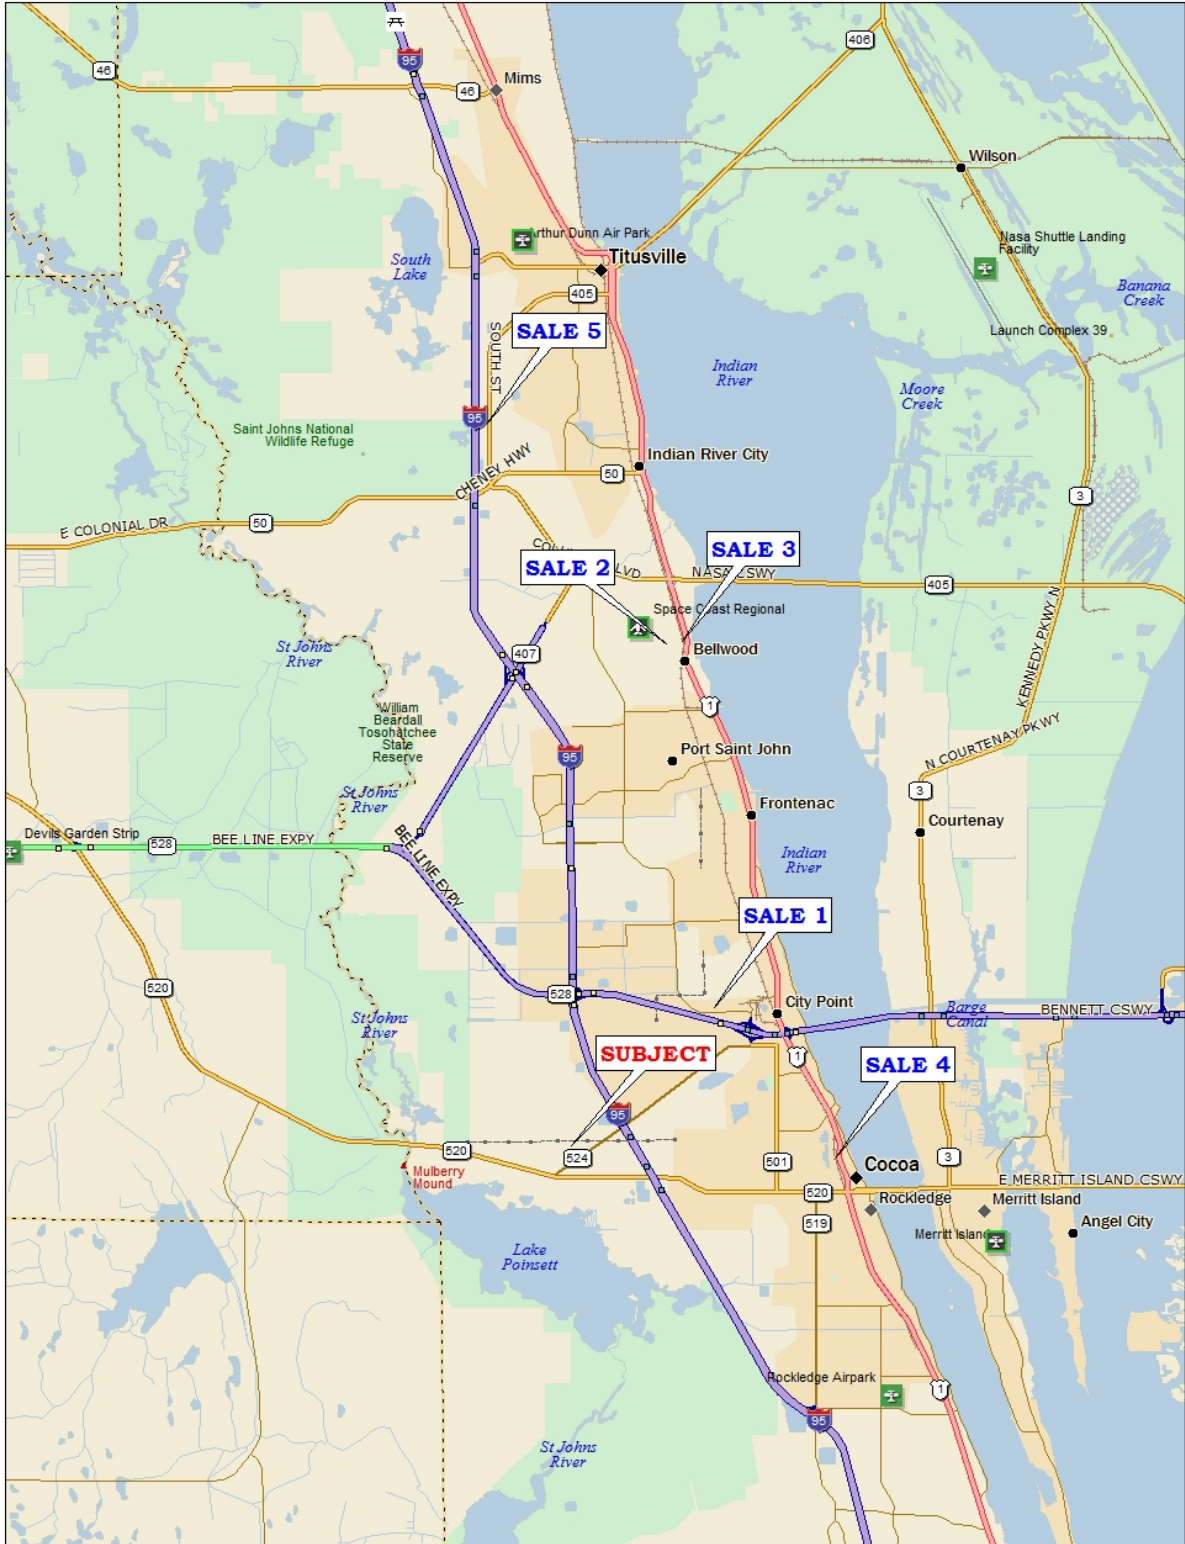 95
406
46
46
Mims
Wilson
Arthur Dunn Air Park
Nasa Shuttle Landing
Facility
Titusville
South
Lake
Banana
Creek
405
SOUTH ST
SALE 5
Launch Complex 39
Indian
River
Moore
Creek
95
Saint Johns National
Wildlife Refuge
Indian River City
CHENEY HWY
50
3
E COLONIAL DR
50
SALE 3
SALE 2
LVD
NASA CSWY
405
Space Coast Regional
St Johns
River
407
Bellwood
KENNEDY PKWY N
1
William
Beardall
Tosohatchee
State
Reserve
95
Port Saint John
N COURTENAY PKWY
St Johns
River
3
Frontenac
Courtenay
Devils Garden Strip
528
BEE LINE EXPY
BEE LINE EXPY
Indian
River
SALE 1
520
528
City Point
Barge
Canal
BENNETT CSWY
St Johns
River
SUBJECT
1
SALE 4
95
520
524
501
3
Cocoa
Mulberry
Mound
E MERRITT ISLAND CSWY
520
Rockledge
Merritt Island
519
Angel City
Merritt Island
Lake
Poinsett
Rockledge Airpark
1
95
St Johns
River